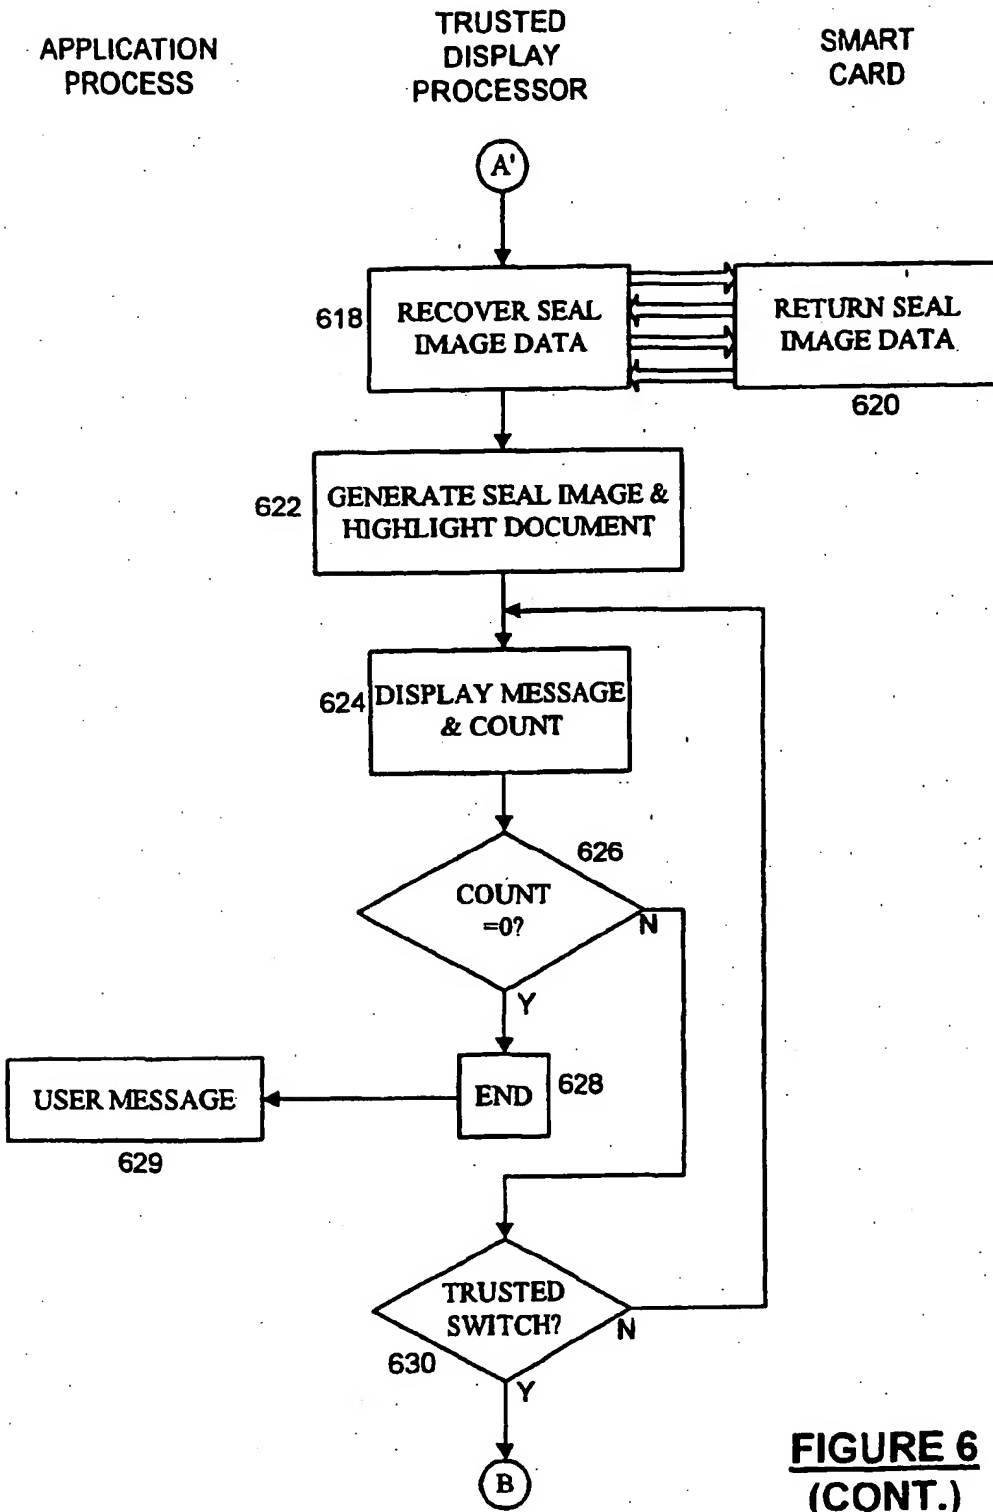 APPLICATION
PROCESS
TRUSTED
DISPLAY
PROCESSOR
SMART
CARD
A'
618
RECOVER SEAL
IMAGE DATA
RETURN SEAL
IMAGE DATA
620
622
GENERATE SEAL IMAGE &
HIGHLIGHT DOCUMENT
624
DISPLAY MESSAGE
& COUNT
626
COUNT
=0?
N
Y
USER MESSAGE
629
END
628
TRUSTED
SWITCH?
N
630
Y
B
FIGURE 6
(CONT.)